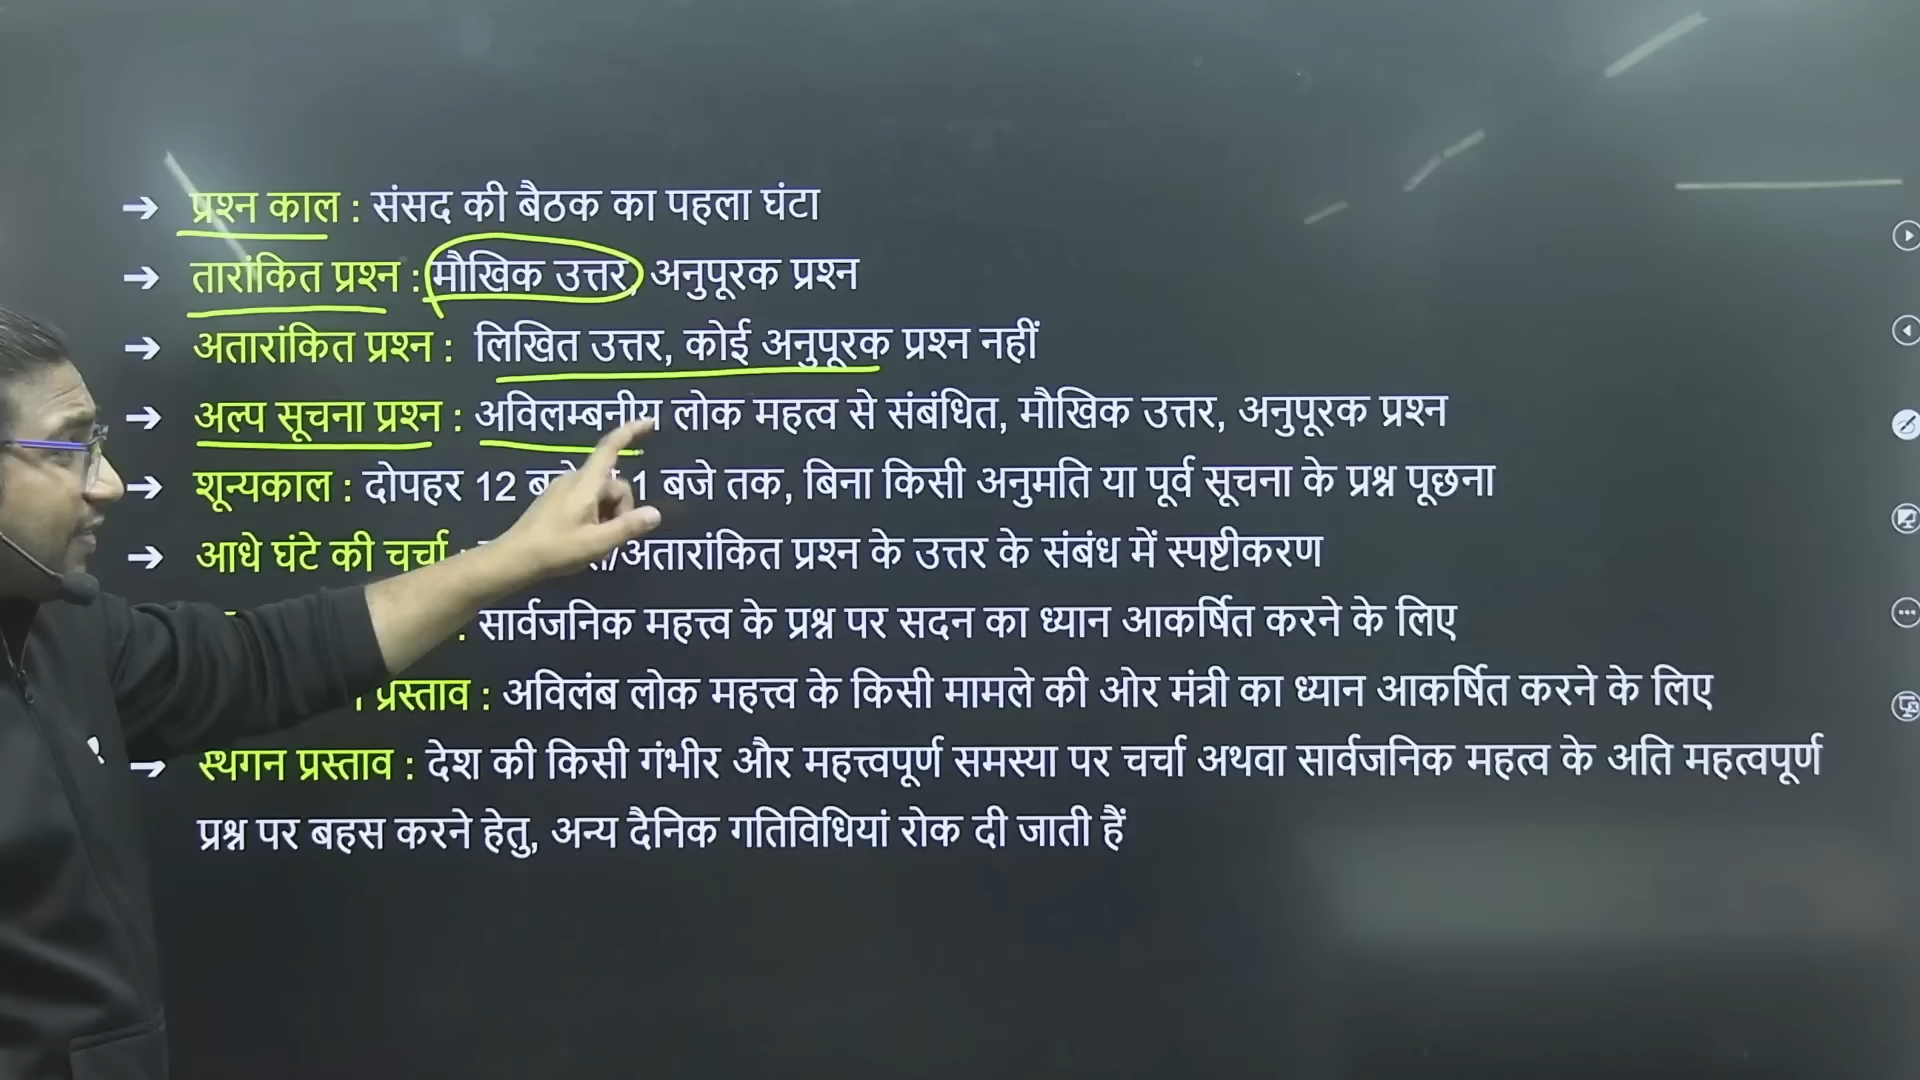 ➔ प्रश्न काल : संसद की बैठक का पहला घंटा
➔ तारांकित प्रश्न : मौखिक उत्तर, अनुपूरक प्रश्न
➔ अतारांकित प्रश्न : लिखित उत्तर, कोई अनुपूरक प्रश्न नहीं
➔ अल्प सूचना प्रश्न : अविलम्बनीय लोक महत्व से संबंधित, मौखिक उत्तर, अनुपूरक प्रश्न
➔ शून्यकाल : दोपहर 12 1 बजे तक, बिना किसी अनुमति या पूर्व सूचना के प्रश्न पूछना
➔ आधे घंटे की चर्चा : /अतारांकित प्रश्न के उत्तर के संबंध में स्पष्टीकरण
: सार्वजनिक महत्त्व के प्रश्न पर सदन का ध्यान आकर्षित करने के लिए
प्रस्ताव : अविलंब लोक महत्त्व के किसी मामले की ओर मंत्री का ध्यान आकर्षित करने के लिए
➔ स्थगन प्रस्ताव : देश की किसी गंभीर और महत्त्वपूर्ण समस्या पर चर्चा अथवा सार्वजनिक महत्व के अति महत्वपूर्ण
प्रश्न पर बहस करने हेतु, अन्य दैनिक गतिविधियां रोक दी जाती हैं